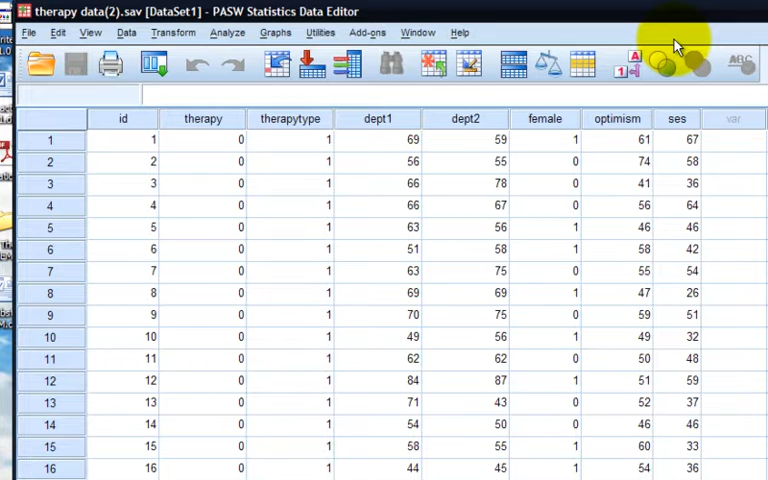 therapy data(2).sav [DataSet1] - PASW Statistics Data Editor
File Edit View Data Transform Analyze Graphs Utilities Add-ons Window Help
A
1
ABC
id therapy therapytype dept1 dept2 female optimism ses var
1 1 0 1 69 59 1 61 67
2 2 0 1 56 55 0 74 58
3 3 0 1 66 78 0 41 36
4 4 0 1 66 67 0 56 64
5 5 0 1 63 56 1 46 46
6 6 0 1 51 58 1 58 42
7 7 0 1 63 75 0 55 54
8 8 0 1 69 69 1 47 26
9 9 0 1 70 75 0 59 51
10 10 0 1 49 56 1 49 32
11 11 0 1 62 62 0 50 48
12 12 0 1 84 87 1 51 59
13 13 0 1 71 43 0 52 37
14 14 0 1 54 50 0 46 46
15 15 0 1 58 55 1 60 33
16 16 0 1 44 45 1 54 36